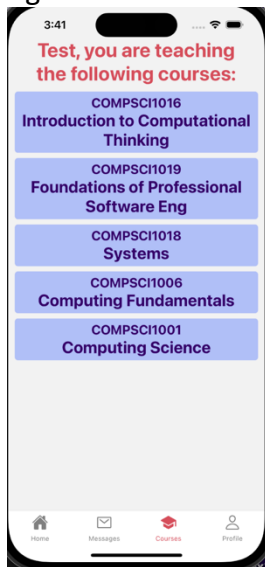 3:41
Test, you are teaching
the following courses:
COMPSCI1016
Introduction to Computational
Thinking
COMPSCI1019
Foundations of Professional
Software Eng
COMPSCI1018
Systems
COMPSCI1006
Computing Fundamentals
COMPSCI1001
Computing Science
Home Messages Courses Profile